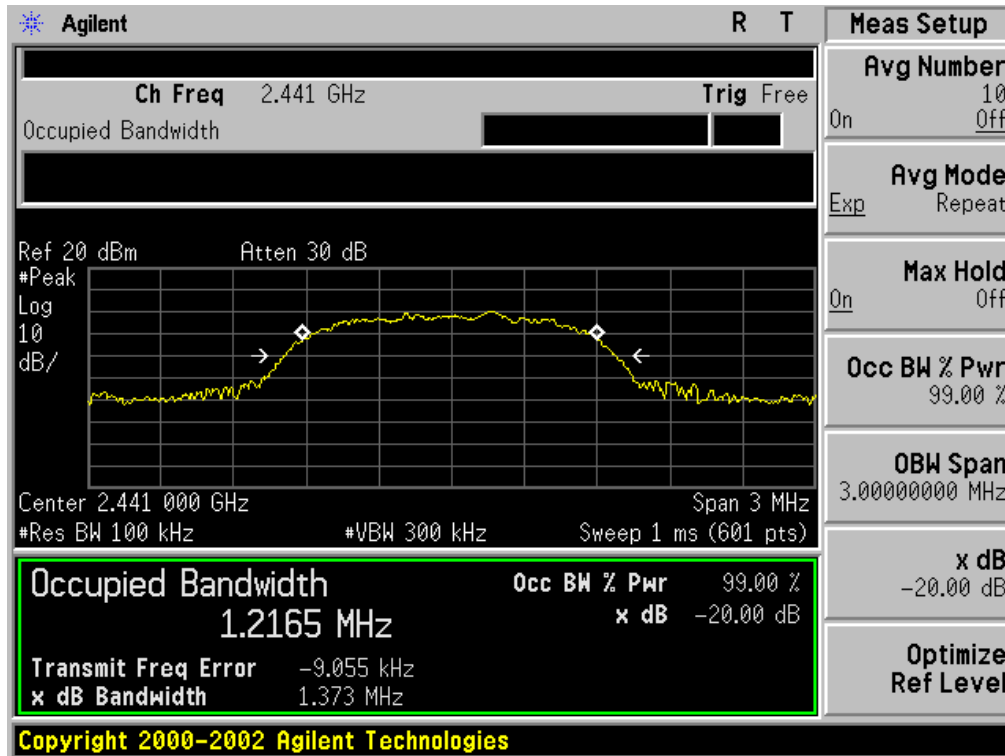 Agilent R T
Ch Freq 2.441 GHz Trig Free
Occupied Bandwidth
Ref 20 dBm Atten 30 dB
#Peak
Log
10
dB/
Center 2.441 000 GHz Span 3 MHz
#Res BW 100 kHz #VBW 300 kHz Sweep 1 ms (601 pts)
Occupied Bandwidth
1.2165 MHz
Occ BW % Pwr 99.00 %
x dB -20.00 dB
Transmit Freq Error -9.055 kHz
x dB Bandwidth 1.373 MHz
Meas Setup
Avg Number
10
On Off
Avg Mode
Exp Repeat
Max Hold
On Off
Occ BW % Pwr
99.00 %
OBW Span
3.00000000 MHz
x dB
-20.00 dB
Optimize
Ref Level
Copyright 2000-2002 Agilent Technologies